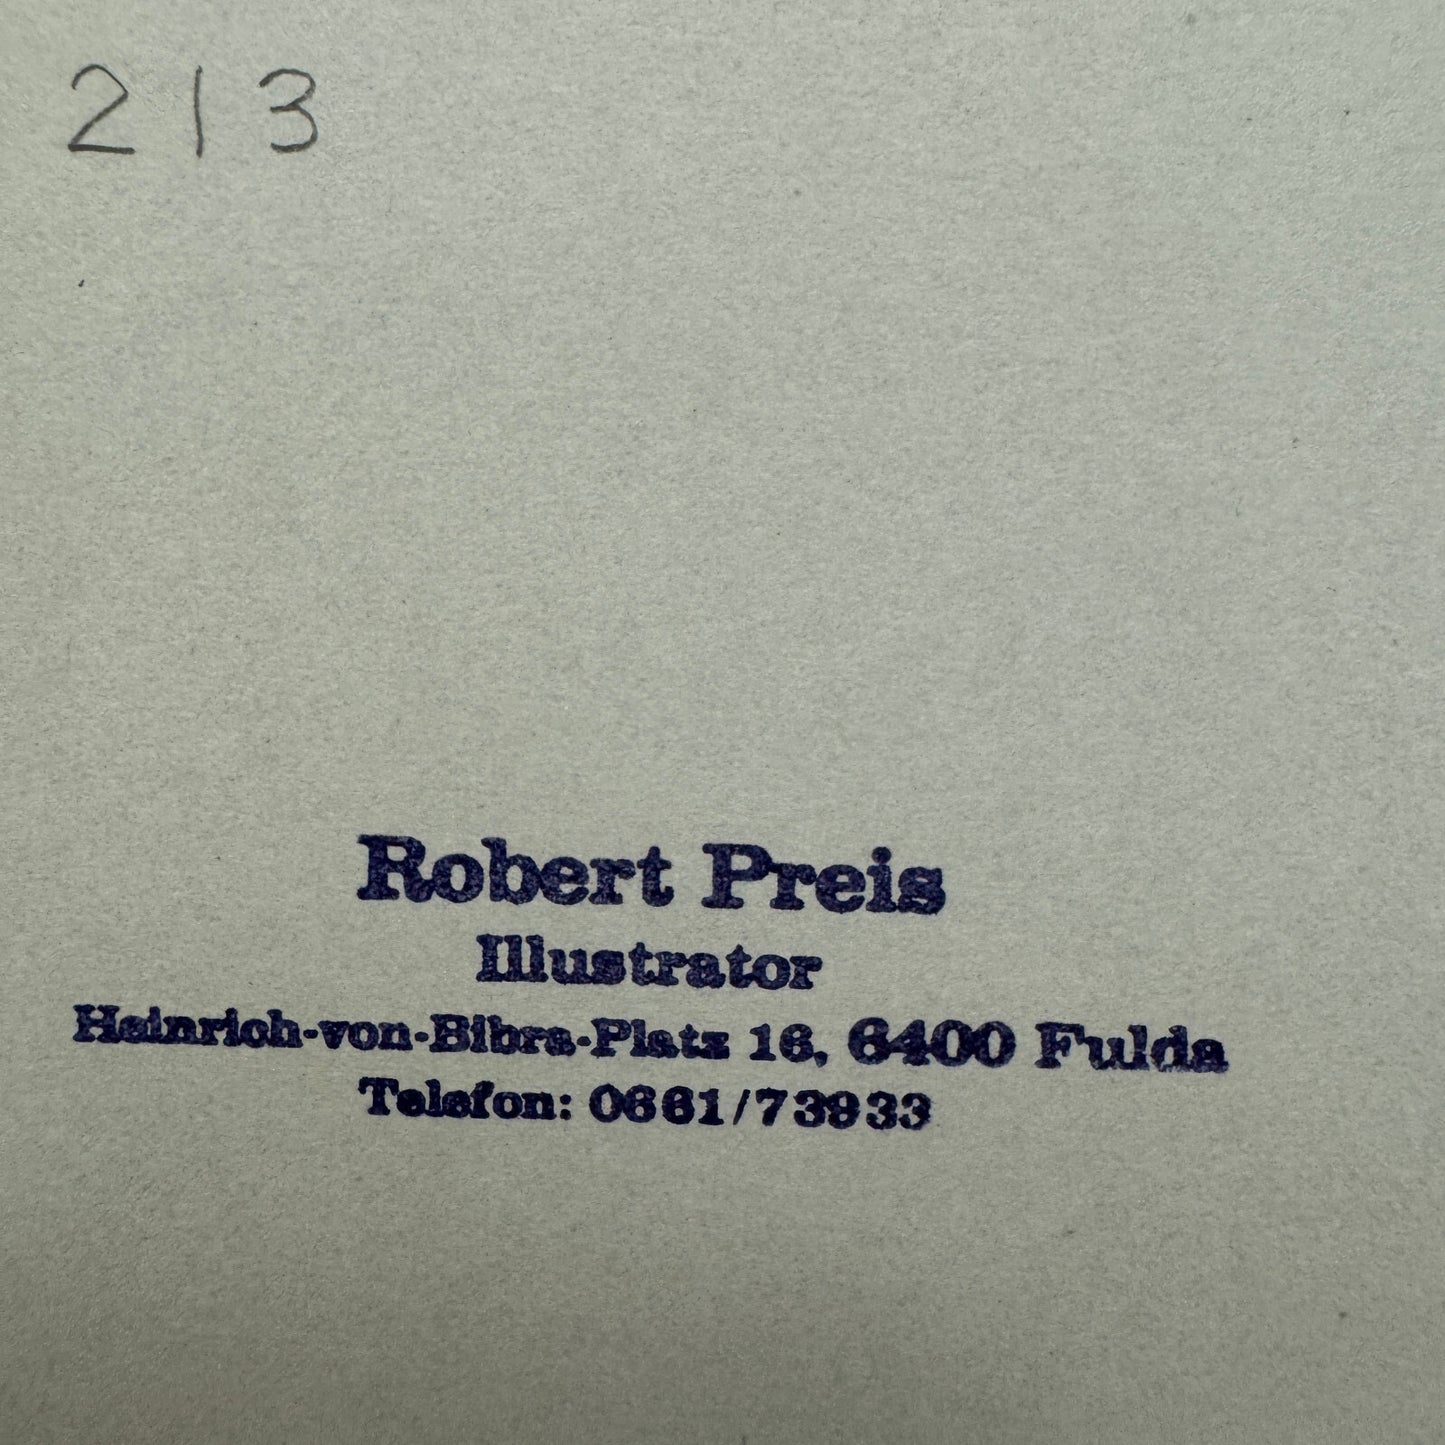 213
Robert Preis
Illustrator
Heinrich-von-Bibra-Platz 16, 6400 Fulda
Telefon: 0661/73933